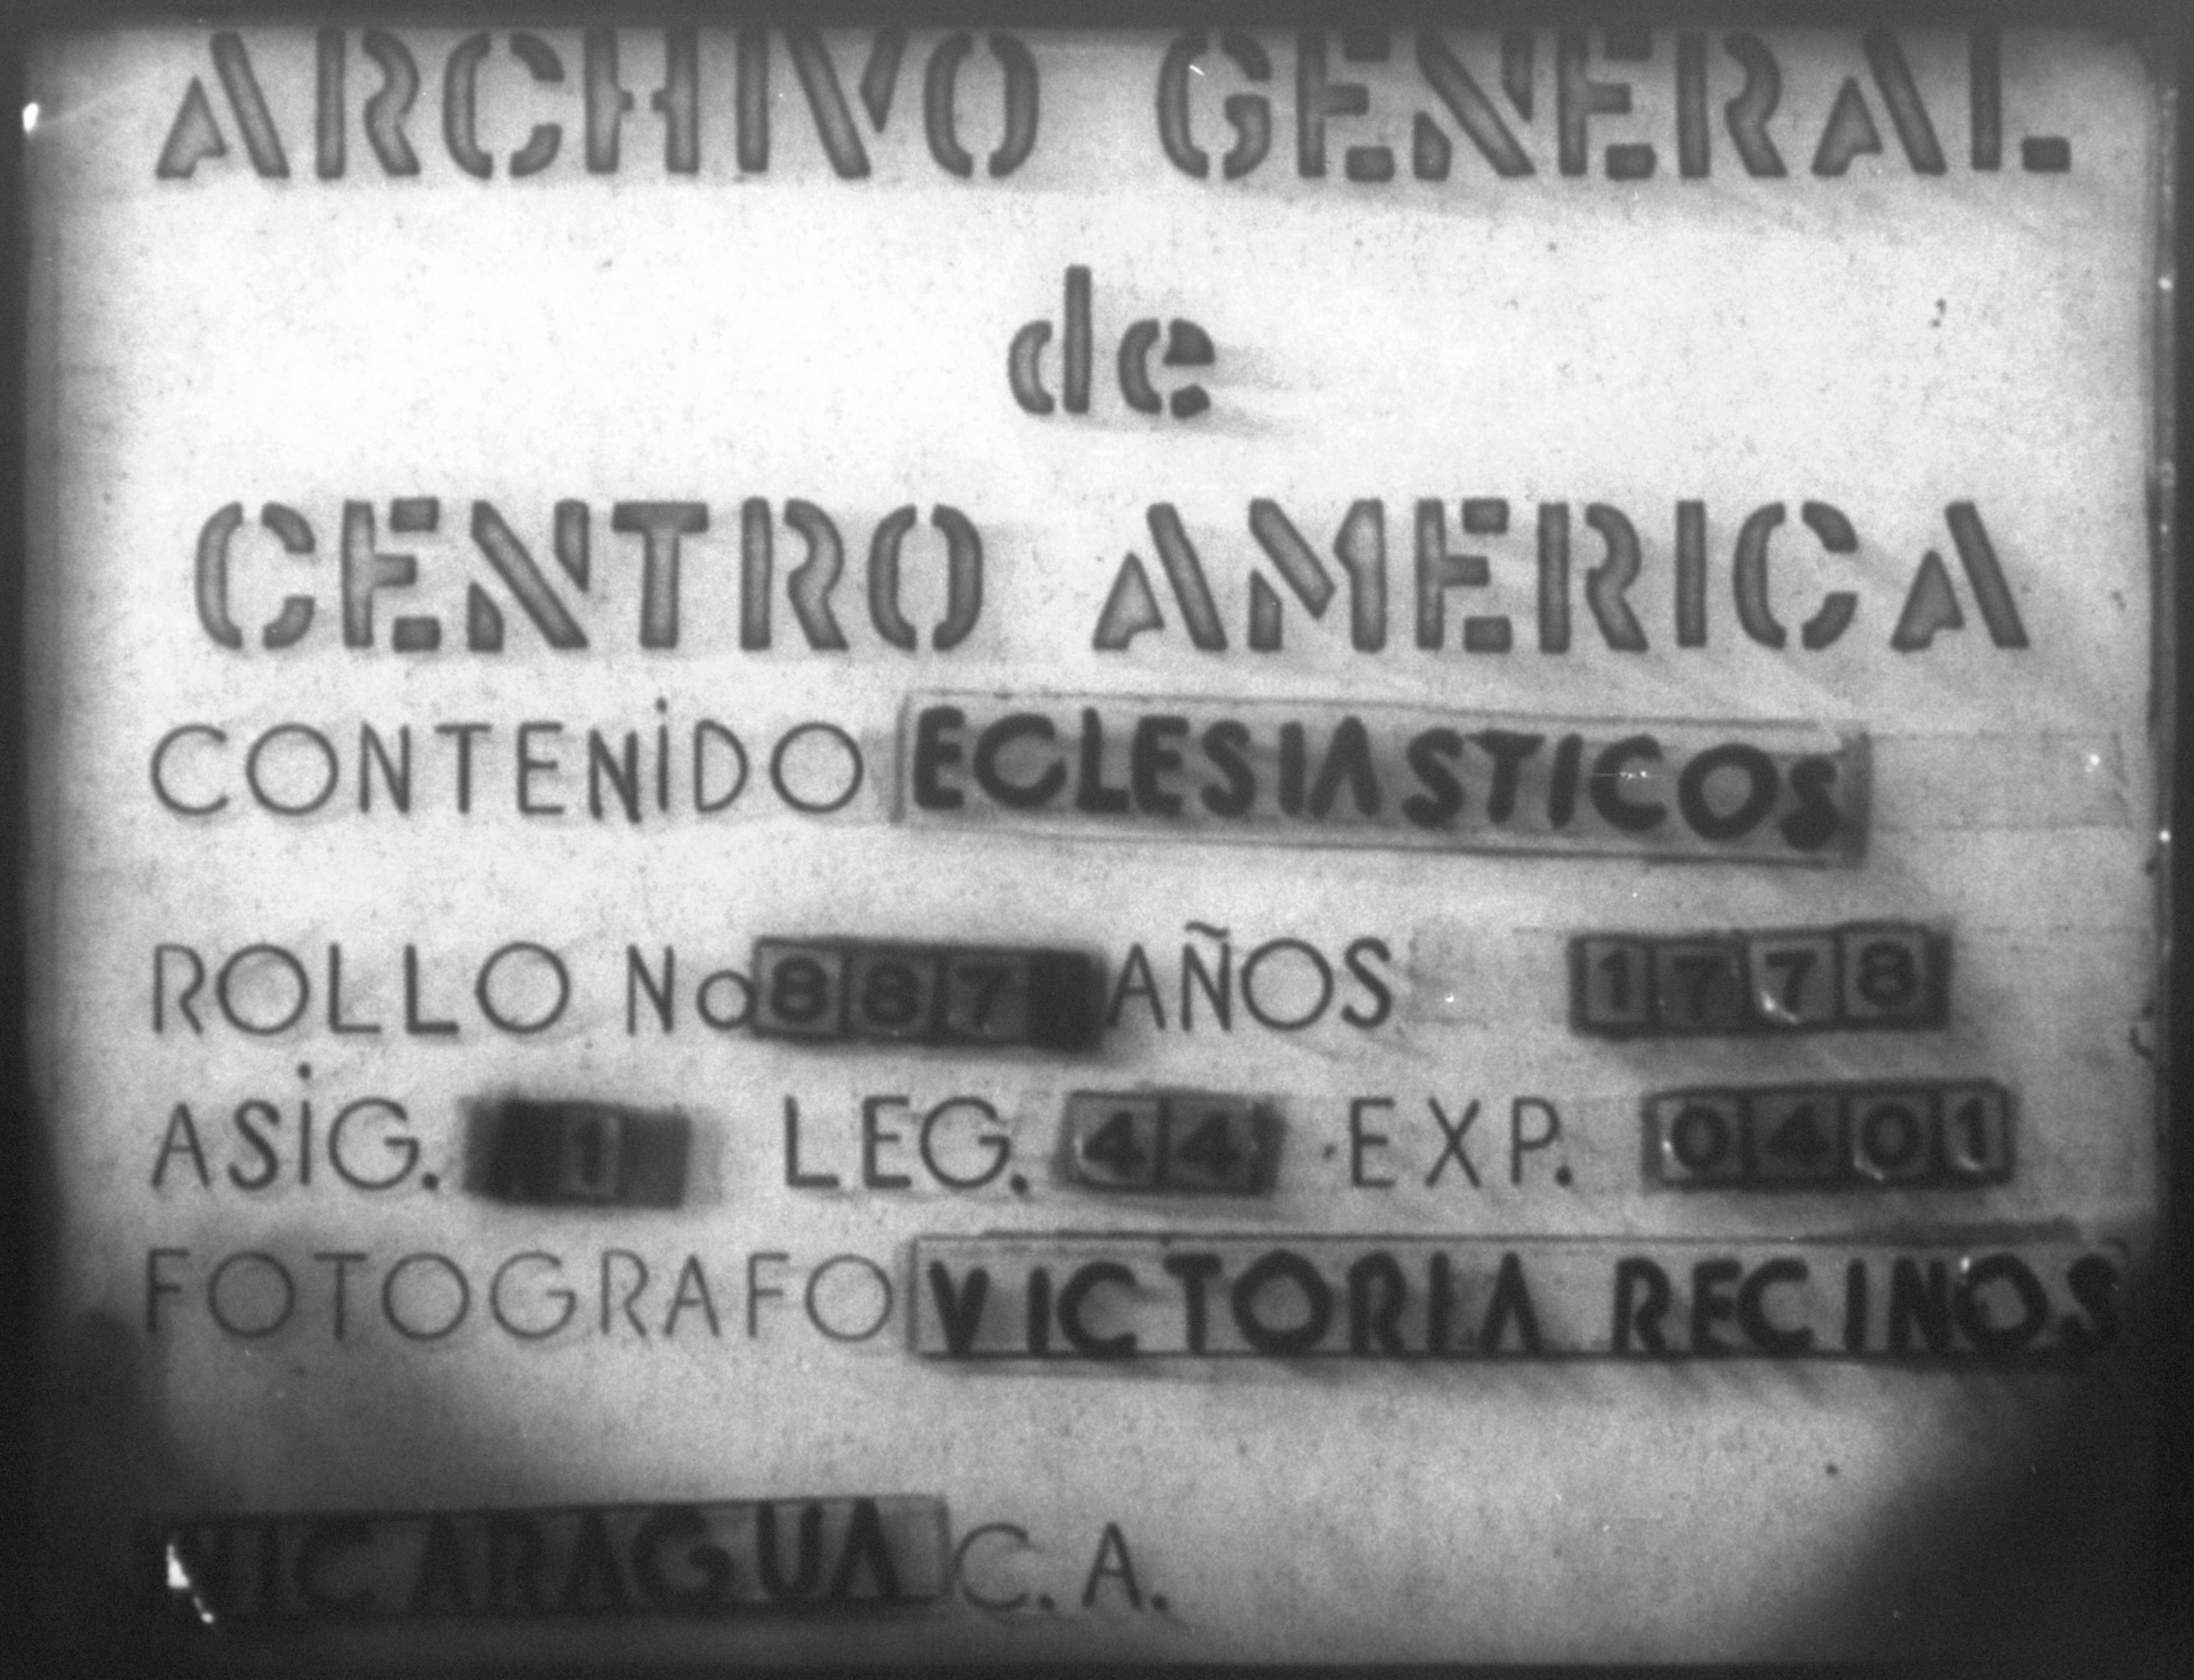 ARCHIVO GENERAL
de
CENTRO AMERICA
CONTENIDO ECLESIASTICOS
ROLLO No 887 AÑOS 1778
ASIG. 1 LEG. 44 EXP. 0401
FOTOGRAFO VICTORIA RECINOS
NICARAGUA C. A.